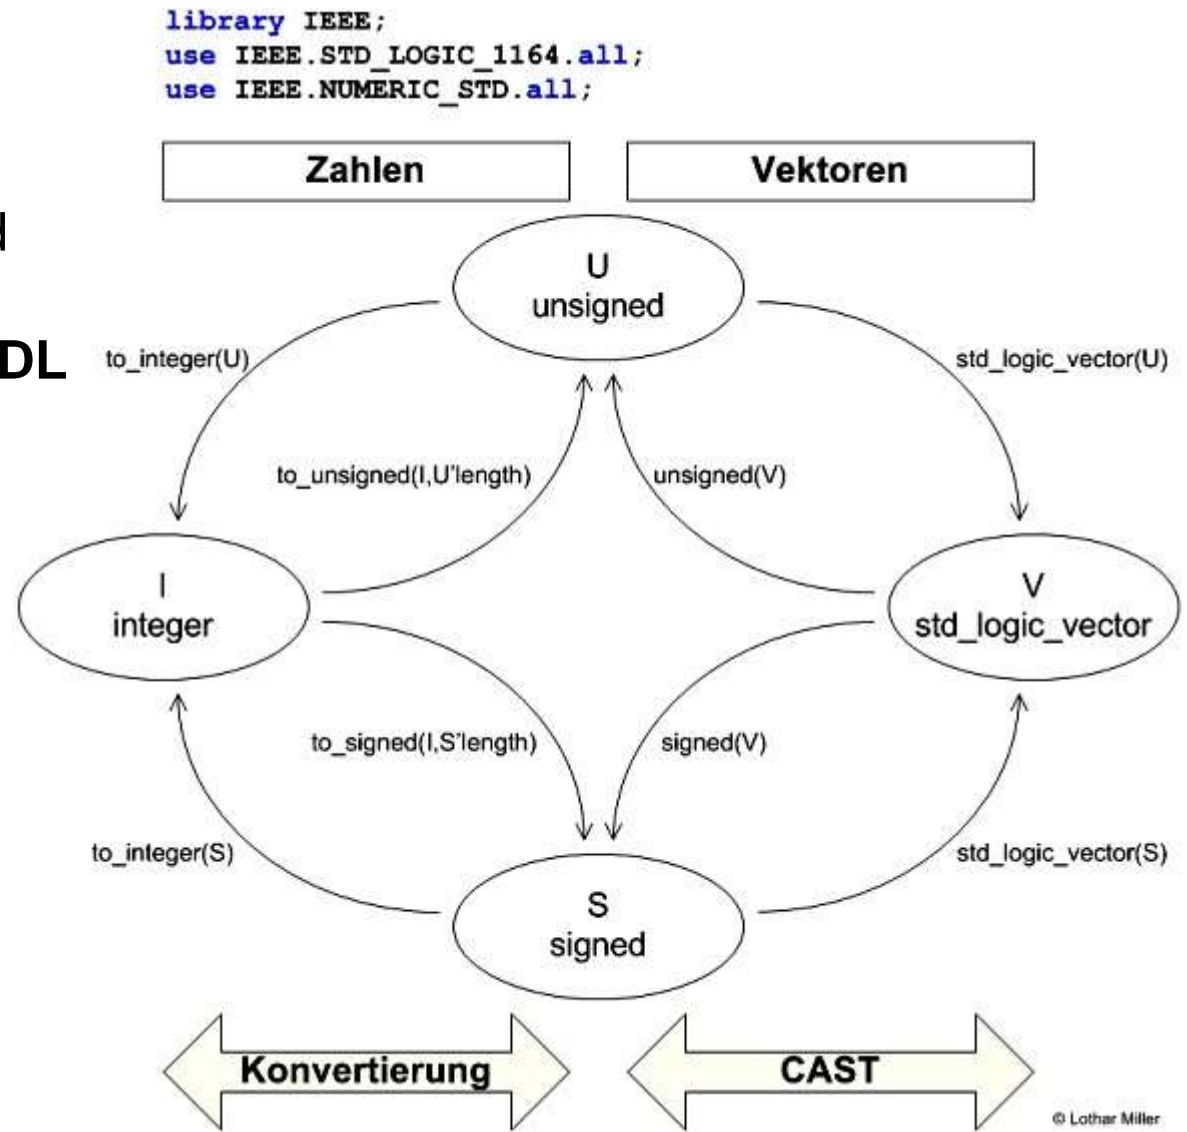 library IEEE;
use IEEE.STD_LOGIC_1164.all;
use IEEE.NUMERIC_STD.all;
Zahlen
Vektoren
DL
U
unsigned
to_integer(U)
std_logic_vector(U)
to_unsigned(I,U'length)
unsigned(V)
I
integer
V
std_logic_vector
to_signed(I,S'length)
signed(V)
to_integer(S)
std_logic_vector(S)
S
signed
Konvertierung
CAST
© Lothar Miller